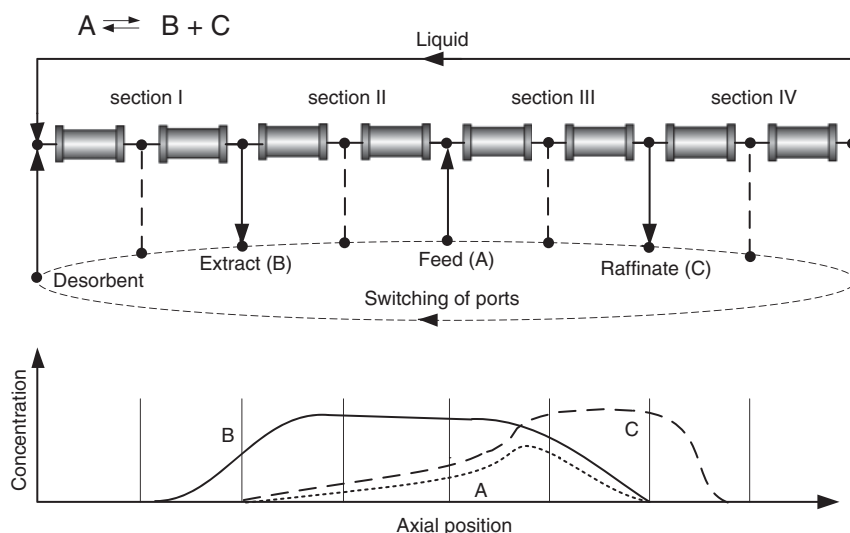 A ⇌ B + C
Liquid
section I section II section III section IV
Desorbent Extract (B) Feed (A) Raffinate (C)
Switching of ports
Concentration
B C
A
Axial position